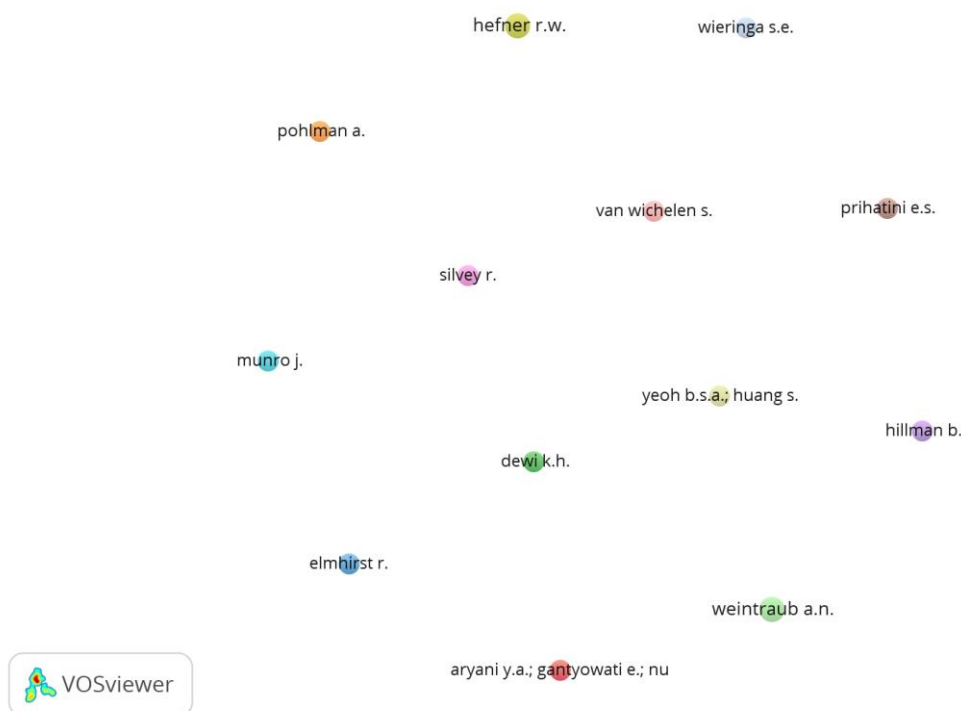 hefner r.w.
wieringa s.e.
pohlman a.
van wichelen s.
prihatini e.s.
silvey r.
munro j.
yeoh b.s.a.; huang s.
hillman b.
dewi k.h.
elmhirst r.
weintraub a.n.
aryani y.a.; gantyowati e.; nu
VOSviewer